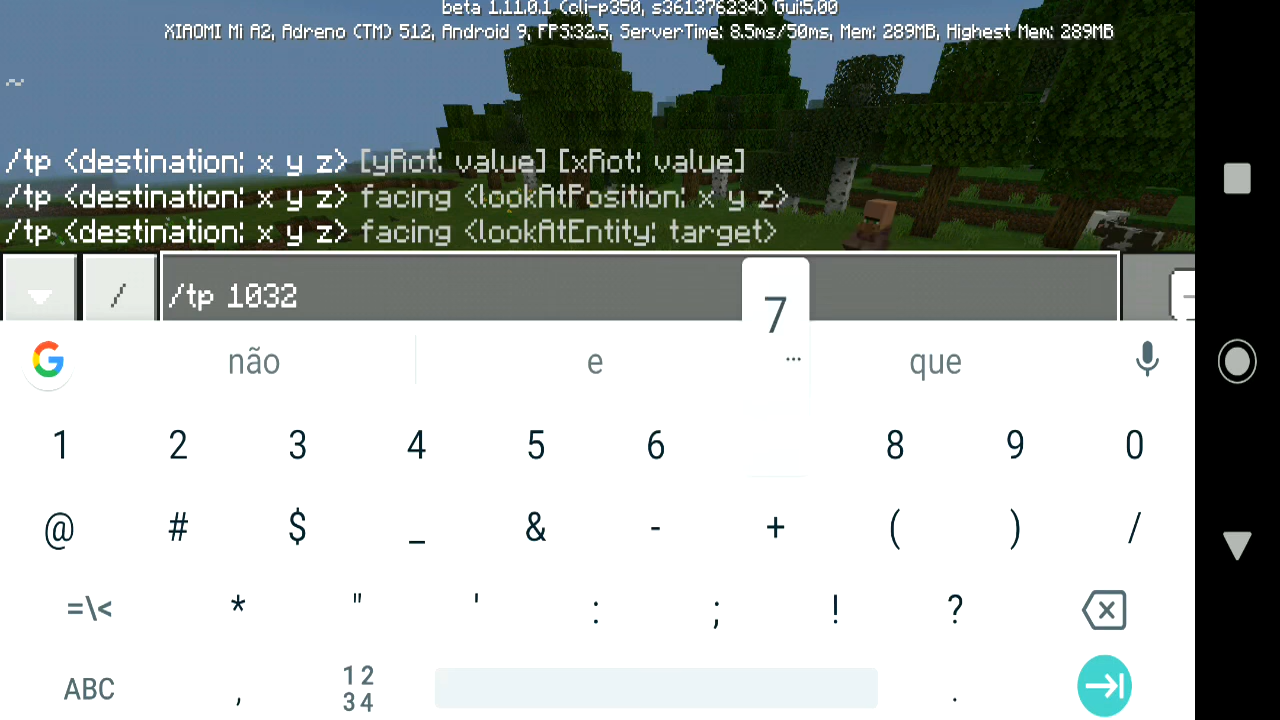 beta 1.11.0.1 (cli-p350, s361376234) Gui:5.00
XIAOMI Mi A2, Adreno (TM) 512, Android 9, FPS:32.5, ServerTime: 8.5ms/50ms, Mem: 289MB, Highest Mem: 289MB
~
/tp <destination: x y z> [yRot: value] [xRot: value]
/tp <destination: x y z> facing <lookAtPosition: x y z>
/tp <destination: x y z> facing <lookAtEntity: target>
/ /tp 1032
7
...
não e que
1 2 3 4 5 6 8 9 0
@ # $ _ & - + ( ) /
=\< * " ' : ; ! ?
ABC , 12 .
34